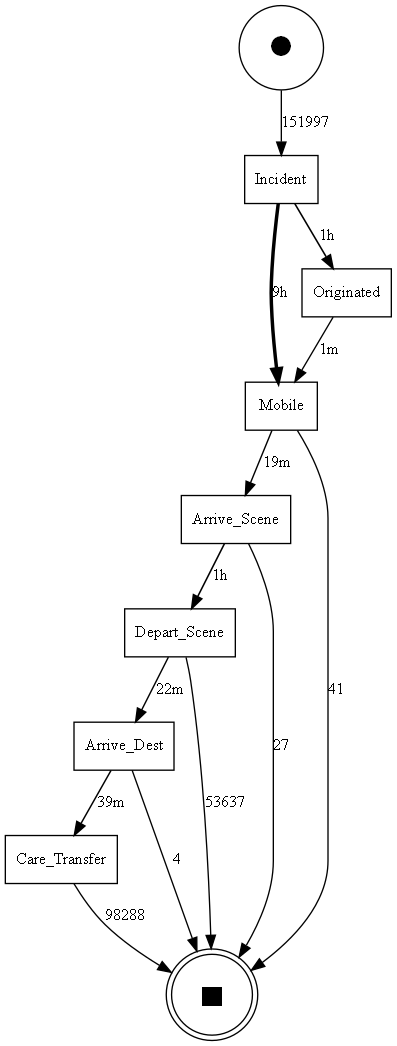 151997
Incident
1h
9h
Originated
1m
Mobile
19m
Arrive_Scene
1h
Depart_Scene
22m
41
Arrive_Dest
27
53637
39m
4
Care_Transfer
98288